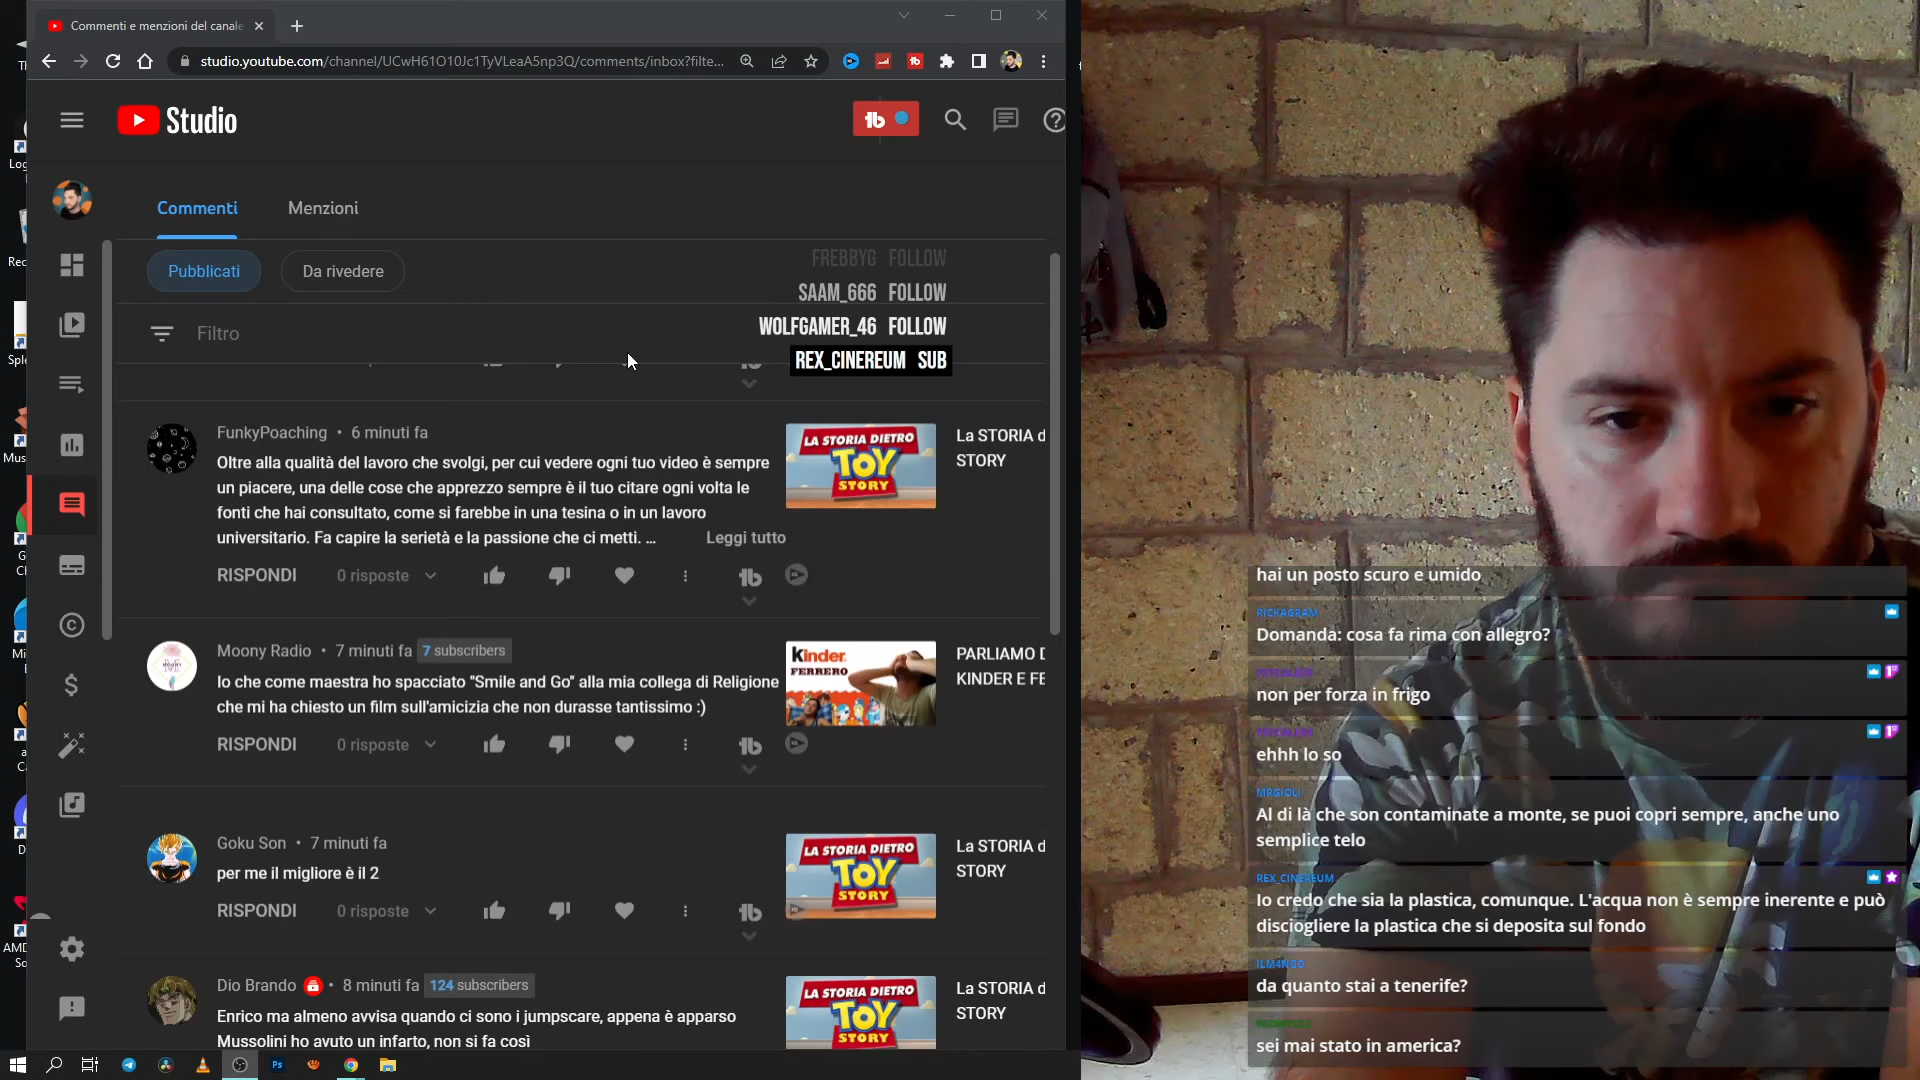 Commenti e menzioni del canale
studio.youtube.com/channel/UCwH61O10Jc1TyVLeaA5np3Q/comments/inbox?filte...
Studio
Commenti
Menzioni
Pubblicati
Da rivedere
Filtro
FREBBYG FOLLOW
SAAM_666 FOLLOW
WOLFGAMER_46 FOLLOW
REX_CINEREUM SUB
FunkyPoaching • 6 minuti fa
Oltre alla qualità del lavoro che svolgi, per cui vedere ogni tuo video è sempre
un piacere, una delle cose che apprezzo sempre è il tuo citare ogni volta le
fonti che hai consultato, come si farebbe in una tesina o in un lavoro
universitario. Fa capire la serietà e la passione che ci metti. ...
Leggi tutto
RISPONDI
0 risposte
LA STORIA DIETRO
TOY
STORY
La STORIA d
STORY
Moony Radio • 7 minuti fa 7 subscribers
Io che come maestra ho spacciato "Smile and Go" alla mia collega di Religione
che mi ha chiesto un film sull'amicizia che non durasse tantissimo :)
RISPONDI
0 risposte
Kinder
FERRERO
PARLIAMO D
KINDER E FE
Goku Son • 7 minuti fa
per me il migliore è il 2
RISPONDI
0 risposte
LA STORIA DIETRO
TOY
STORY
La STORIA d
STORY
Dio Brando • 8 minuti fa 124 subscribers
Enrico ma almeno avvisa quando ci sono i jumpscare, appena è apparso
Mussolini ho avuto un infarto, non si fa così
LA STORIA DIETRO
TOY
La STORIA d
STORY
hai un posto scuro e umido
PICKAGRAM
Domanda: cosa fa rima con allegro?
non per forza in frigo
ehhh lo so
MRGIOLI
Al di là che son contaminate a monte, se puoi copri sempre, anche uno
semplice telo
REX_CINEREUM
Io credo che sia la plastica, comunque. L'acqua non è sempre inerente e può
disciogliere la plastica che si deposita sul fondo
ILM4NGO
da quanto stai a tenerife?
sei mai stato in america?